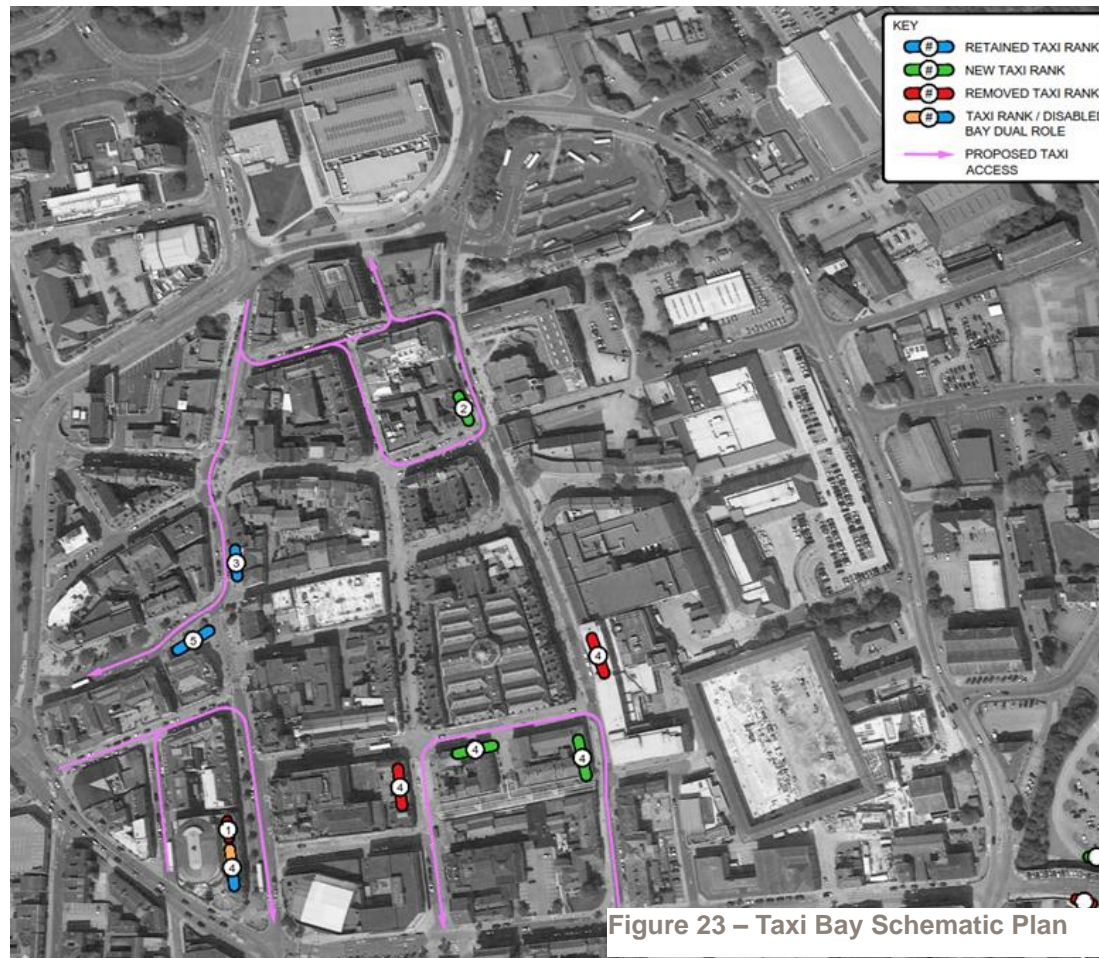 KEY
# RETAINED TAXI RANK
# NEW TAXI RANK
# REMOVED TAXI RANK
# TAXI RANK / DISABLED
BAY DUAL ROLE
PROPOSED TAXI
ACCESS
2
3
5
4
4
4
4
1
4
Figure 23 – Taxi Bay Schematic Plan